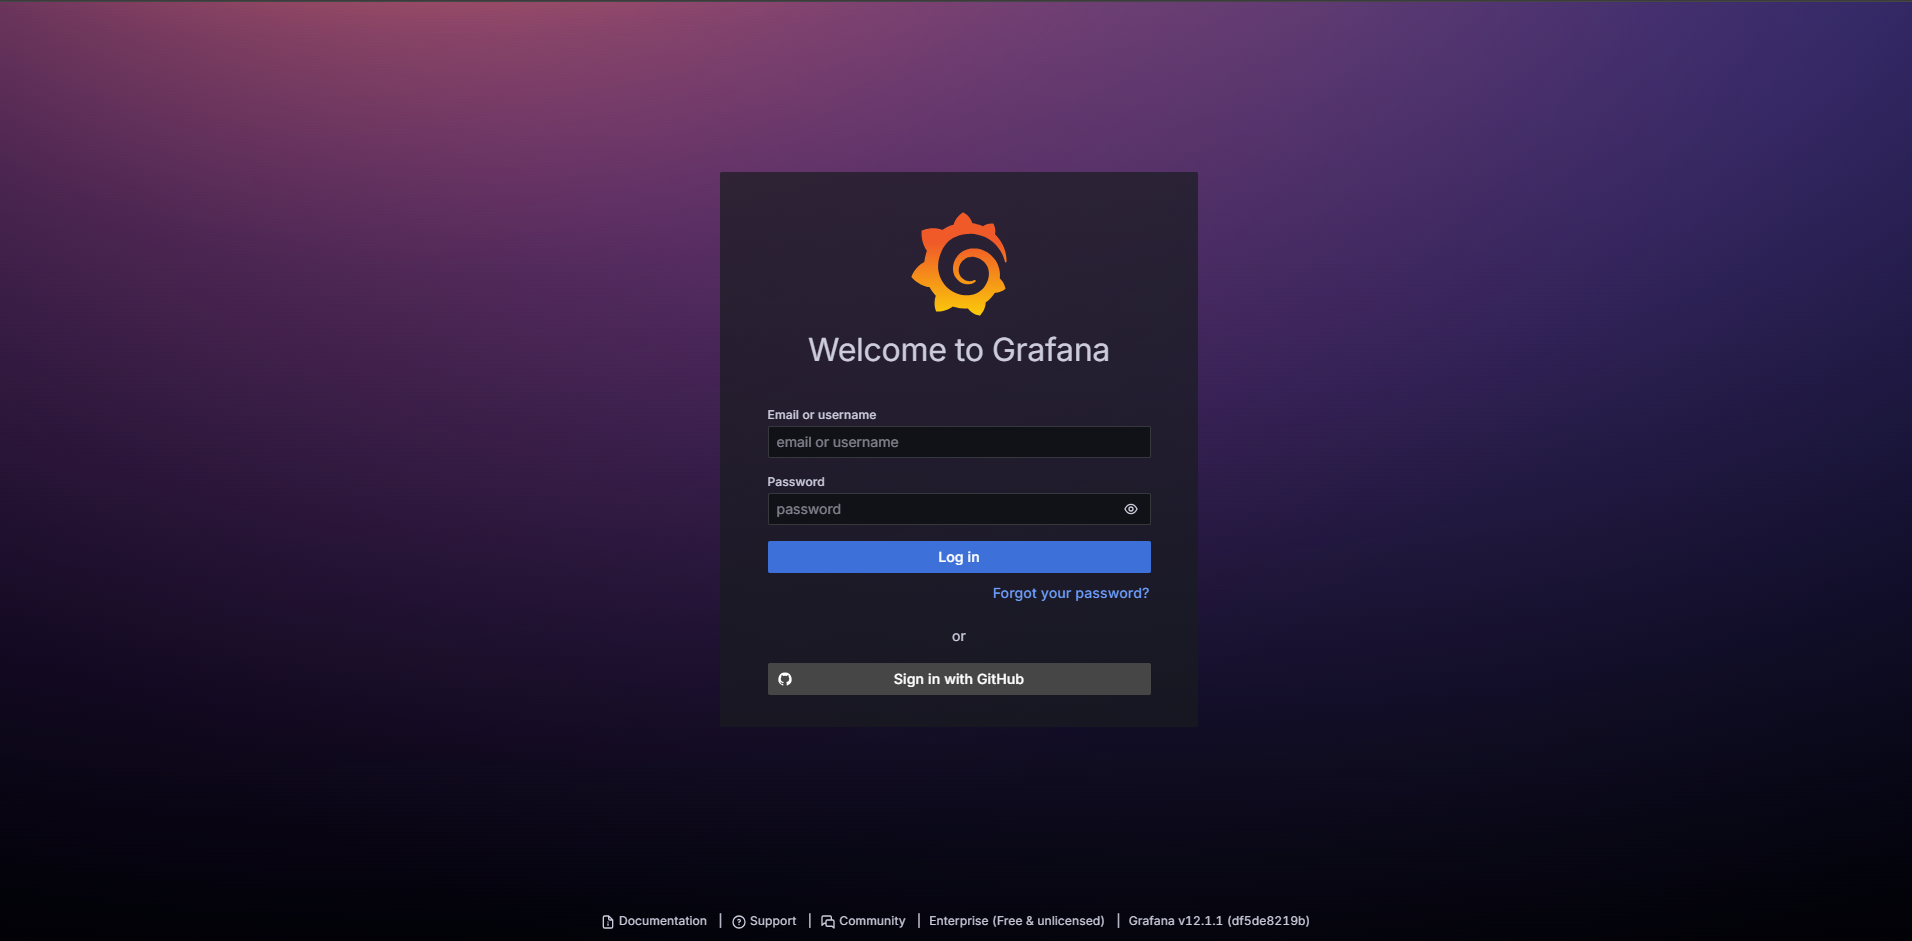 Welcome to Grafana
Email or username
email or username
Password
password
Log in
Forgot your password?
or
Sign in with GitHub
Documentation | Support | Community | Enterprise (Free & unlicensed) | Grafana v12.1.1 (df5de8219b)